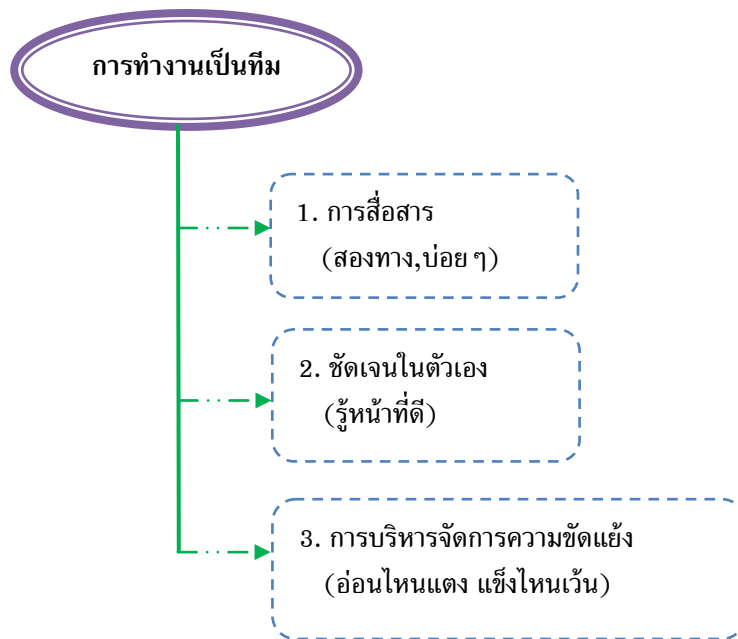 การทำงานเป็นทีม
1. การสื่อสาร
(สองทาง,บ่อย ๆ)
2. ชัดเจนในตัวเอง
(รู้หน้าที่ดี)
3. การบริหารจัดการความขัดแย้ง
(อ่อนไหนแตง แข็งไหนเว้น)